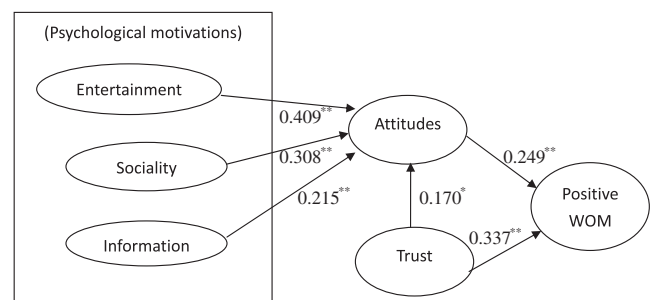 (Psychological motivations)
Entertainment
0.409**
Attitudes
Sociality
0.308**
0.249**
Positive
WOM
0.215**
0.170*
Information
Trust
0.337**